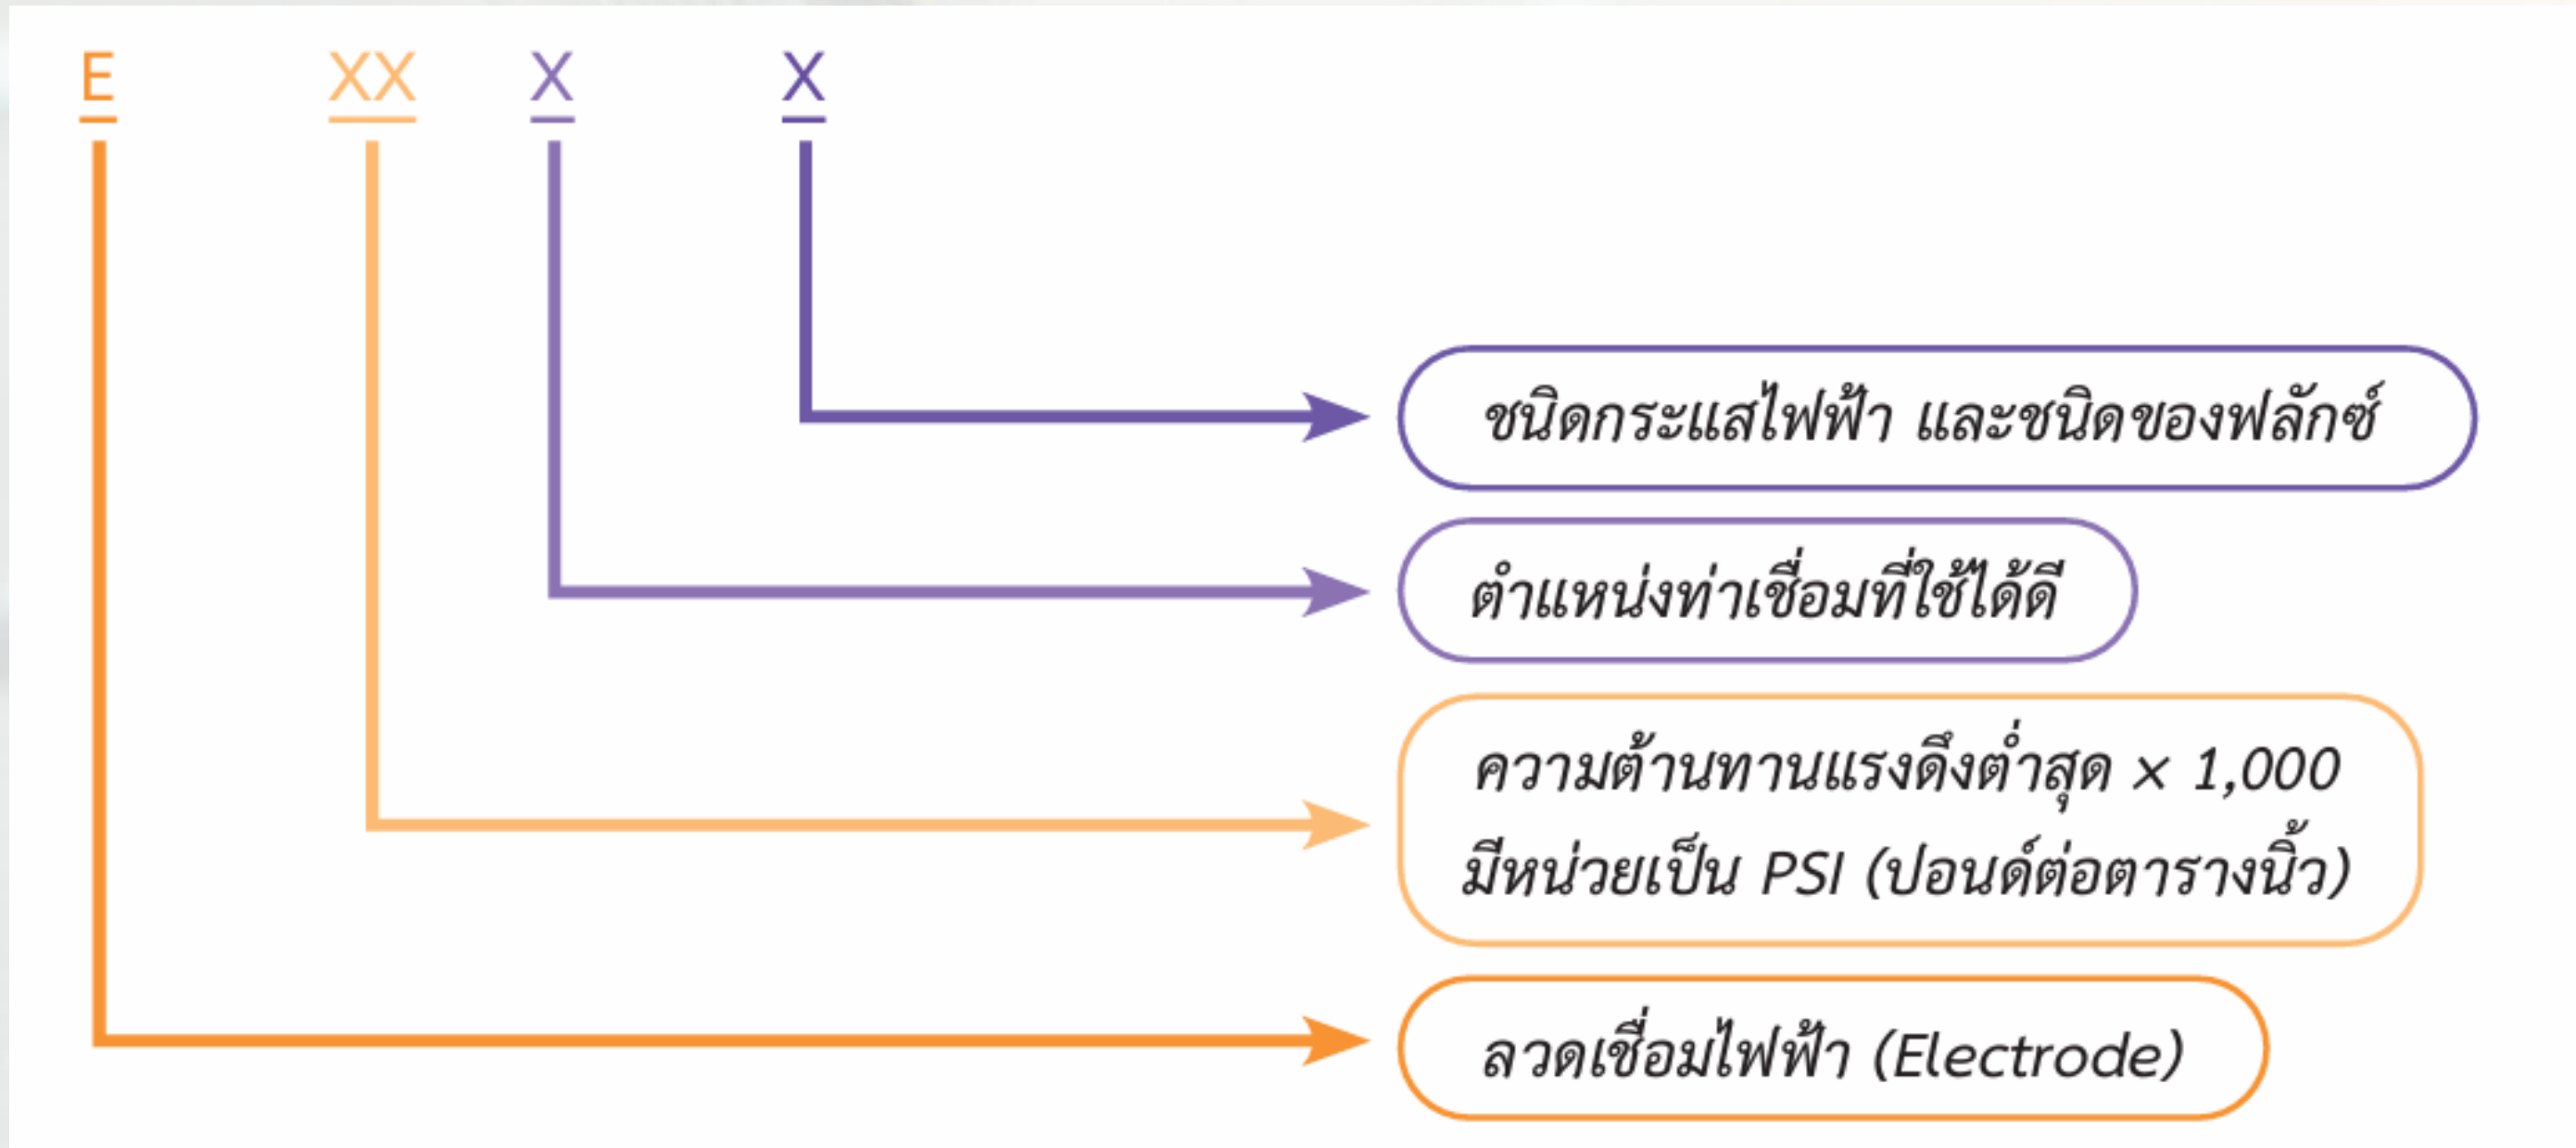 E XX X X
ชนิดกระแสไฟฟ้า และชนิดของฟลักซ์
ตำแหน่งท่าเชื่อมที่ใช้ได้ดี
ความต้านทานแรงดึงต่ำสุด × 1,000
มีหน่วยเป็น PSI (ปอนด์ต่อตารางนิ้ว)
ลวดเชื่อมไฟฟ้า (Electrode)